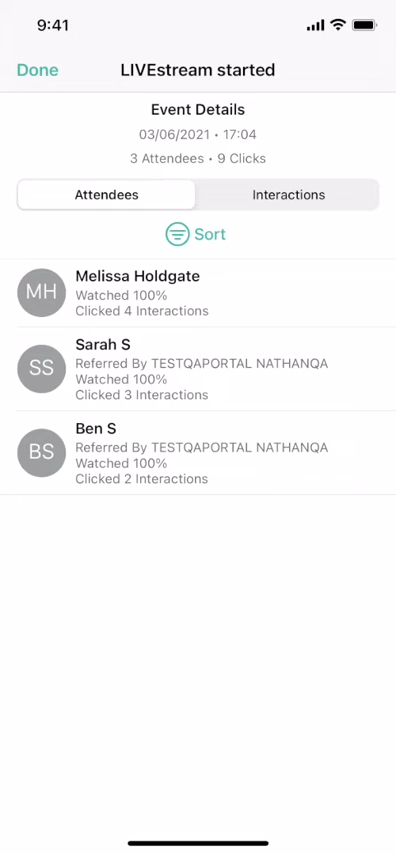 9:41
Done
LIVEstream started
Event Details
03/06/2021 • 17:04
3 Attendees • 9 Clicks
Attendees
Interactions
Sort
MH
Melissa Holdgate
Watched 100%
Clicked 4 Interactions
SS
Sarah S
Referred By TESTQAPORTAL NATHANQA
Watched 100%
Clicked 3 Interactions
BS
Ben S
Referred By TESTQAPORTAL NATHANQA
Watched 100%
Clicked 2 Interactions